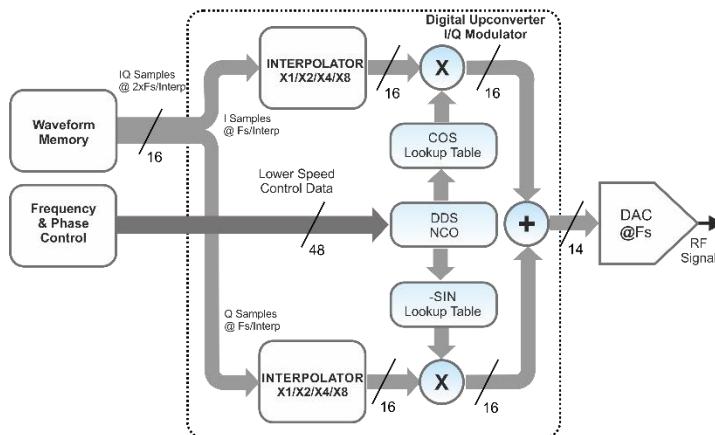 Digital Upconverter
I/Q Modulator
IQ Samples
@ 2xFs/Interp
INTERPOLATOR
X1/X2/X4/X8
16
X
16
Waveform
Memory
16
I Samples
@ Fs/Interp
COS
Lookup Table
Lower Speed
Control Data
Frequency
& Phase
Control
48
DDS
NCO
+
14
DAC
@Fs
RF
Signal
-SIN
Lookup Table
Q Samples
@ Fs/Interp
INTERPOLATOR
X1/X2/X4/X8
16
X
16